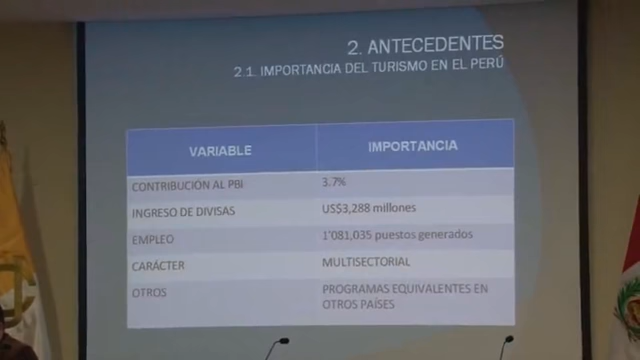 2. ANTECEDENTES
2.1. IMPORTANCIA DEL TURISMO EN EL PERÚ
VARIABLE IMPORTANCIA
CONTRIBUCIÓN AL PBI 3.7%
INGRESO DE DIVISAS US$3,288 millones
EMPLEO 1'081,035 puestos generados
CARÁCTER MULTISECTORIAL
OTROS PROGRAMAS EQUIVALENTES EN
OTROS PAÍSES